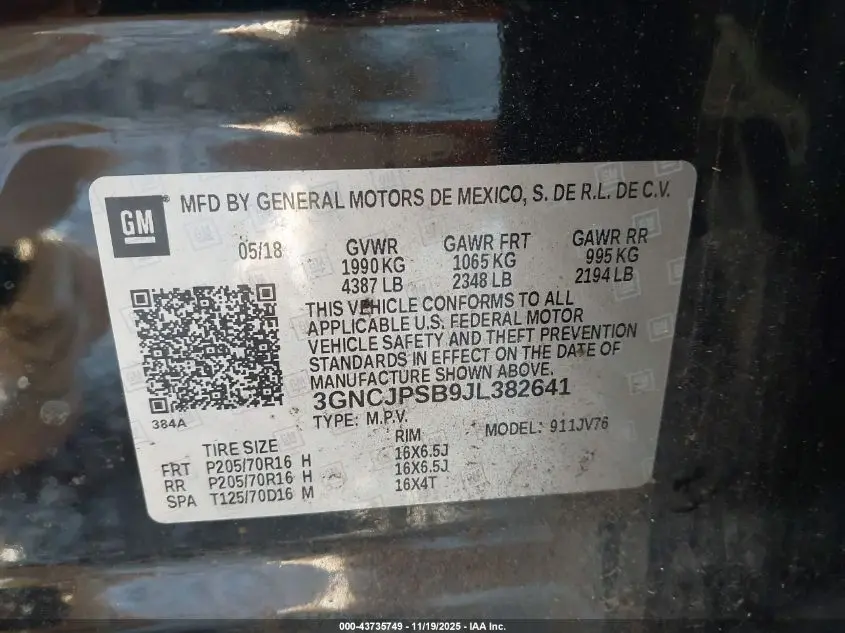 GM ® MFD BY GENERAL MOTORS DE MEXICO, S. DE R.L. DE C.V.
05/18 GVWR GAWR FRT GAWR RR
1990 KG 1065 KG 995 KG
4387 LB 2348 LB 2194 LB
THIS VEHICLE CONFORMS TO ALL
APPLICABLE U.S. FEDERAL MOTOR
VEHICLE SAFETY AND THEFT PREVENTION
STANDARDS IN EFFECT ON THE DATE OF
MANUFACTURE SHOWN ABOVE.
3GNCJPSB9JL382641
384A
TYPE: M.P.V. MODEL: 911JV76
TIRE SIZE RIM
FRT P205/70R16 H 16X6.5J
RR P205/70R16 H 16X6.5J
SPA T125/70D16 M 16X4T
000-43735749 - 11/19/2025 - IAA Inc.